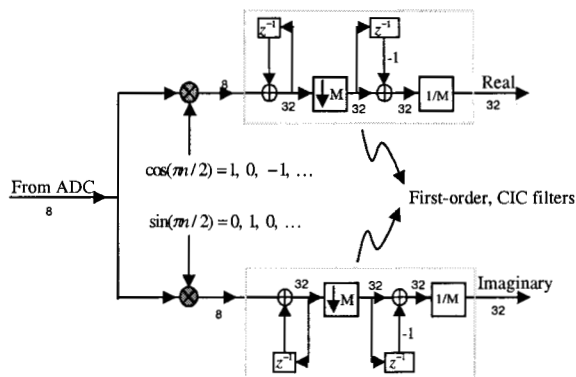 z⁻¹ z⁻¹
-1
8 32 ↓M 32 32 1/M Real 32
cos(πn/2)=1, 0, -1, ...
From ADC
8
First-order, CIC filters
sin(πn/2)=0, 1, 0, ...
8 32 ↓M 32 32 1/M Imaginary 32
-1
z⁻¹ z⁻¹